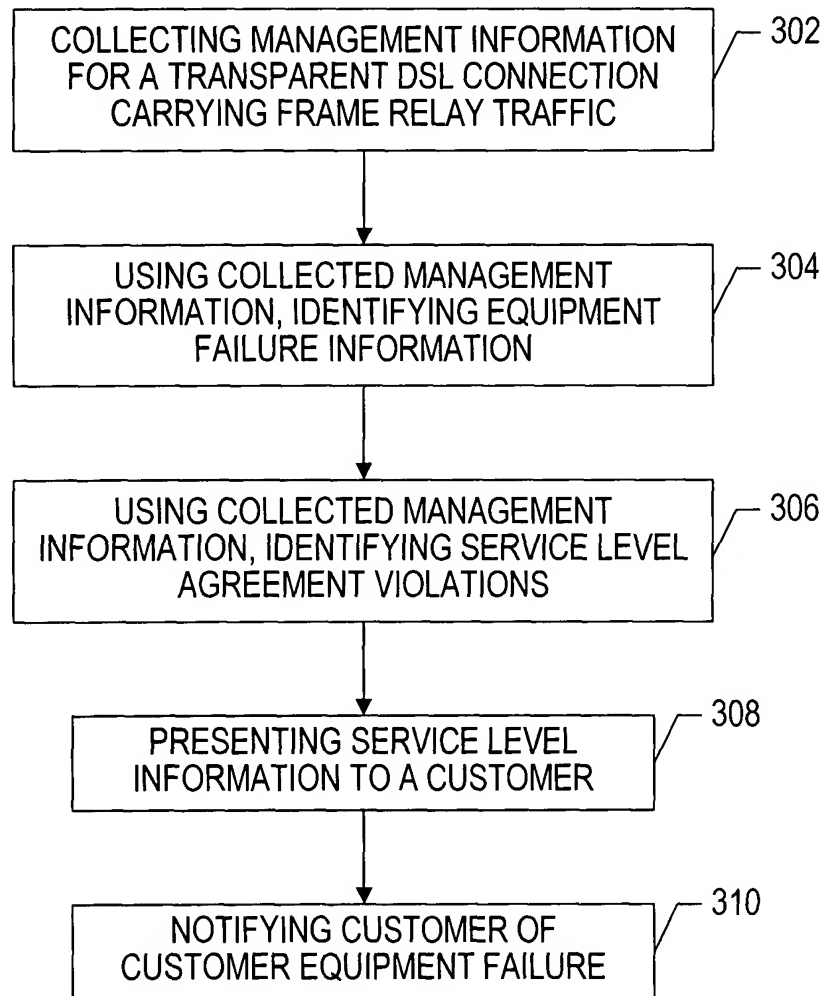 COLLECTING MANAGEMENT INFORMATION
FOR A TRANSPARENT DSL CONNECTION
CARRYING FRAME RELAY TRAFFIC
302
USING COLLECTED MANAGEMENT
INFORMATION, IDENTIFYING EQUIPMENT
FAILURE INFORMATION
304
USING COLLECTED MANAGEMENT
INFORMATION, IDENTIFYING SERVICE LEVEL
AGREEMENT VIOLATIONS
306
PRESENTING SERVICE LEVEL
INFORMATION TO A CUSTOMER
308
NOTIFYING CUSTOMER OF
CUSTOMER EQUIPMENT FAILURE
310